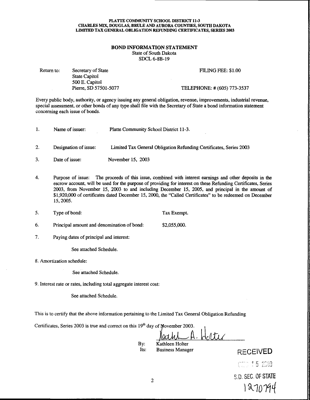 PLATTE COMMUNITY SCHOOL DISTRICT 11-3
CHARLES MIX, DOUGLAS, BRULE AND AURORA COUNTIES, SOUTH DAKOTA
LIMITED TAX GENERAL OBLIGATION REFUNDING CERTIFICATES, SERIES 2003
BOND INFORMATION STATEMENT
State of South Dakota
SDCL 6-8B-19
Return to: Secretary of State FILING FEE: $1.00
State Capitol
500 E. Capitol
Pierre, SD 57501-5077 TELEPHONE: # (605) 773-3537
Every public body, authority, or agency issuing any general obligation, revenue, improvements, industrial revenue,
special assessment, or other bonds of any type shall file with the Secretary of State a bond information statement
concerning each issue of bonds.
1. Name of issuer: Platte Community School District 11-3.
2. Designation of issue: Limited Tax General Obligation Refunding Certificates, Series 2003
3. Date of issue: November 15, 2003
4. Purpose of issue: The proceeds of this issue, combined with interest earnings and other deposits in the
escrow account, will be used for the purpose of providing for interest on these Refunding Certificates, Series
2003, from November 15, 2003 to and including December 15, 2005, and principal in the amount of
$1,920,000 of certificates dated December 15, 2000, the "Called Certificates" to be redeemed on December
15, 2005.
5. Type of bond: Tax Exempt.
6. Principal amount and denomination of bond: $2,055,000.
7. Paying dates of principal and interest:
See attached Schedule.
8. Amortization schedule:
See attached Schedule.
9. Interest rate or rates, including total aggregate interest cost:
See attached Schedule.
This is to certify that the above information pertaining to the Limited Tax General Obligation Refunding
Certificates, Series 2003 is true and correct on this 19th day of November 2003.
By: Kathleen Holter
Its: Business Manager
RECEIVED
S.D. SEC. OF STATE
1270794
2